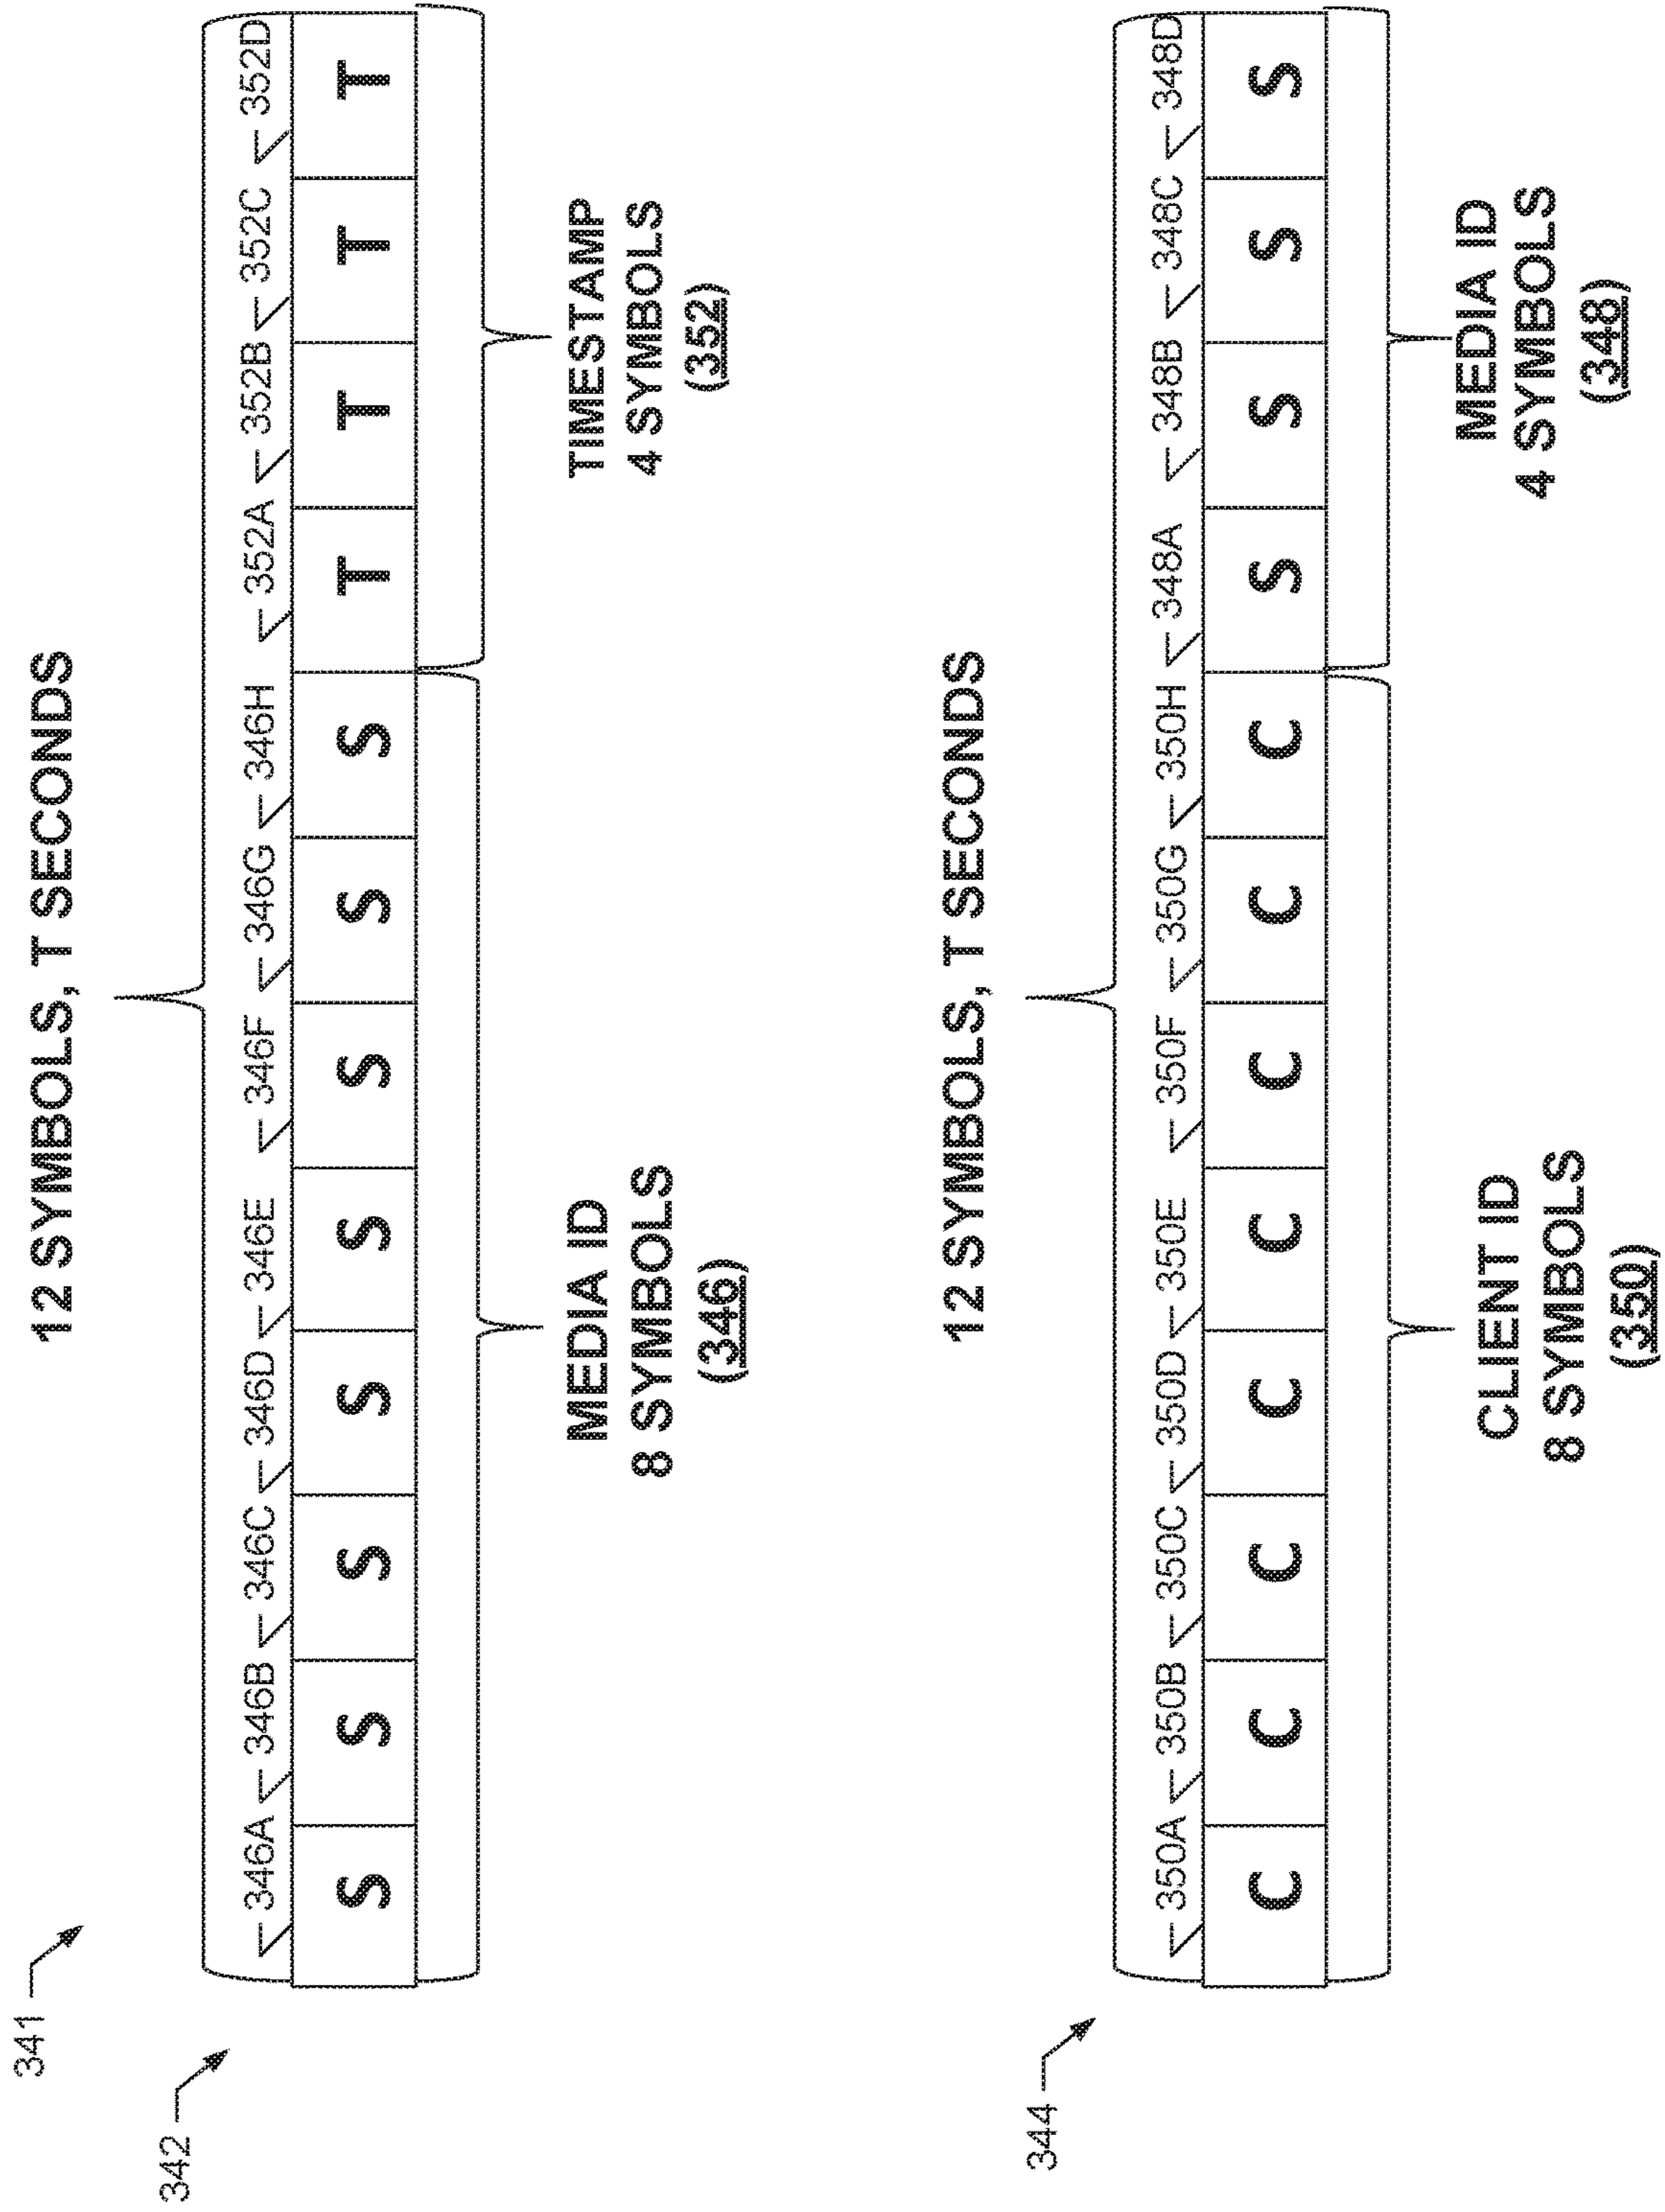 341
342
12 SYMBOLS, T SECONDS
346A 346B 346C 346D 346E 346F 346G 346H 352A 352B 352C 352D
S S S S S S S S T T T T
MEDIA ID
8 SYMBOLS
(346)
TIMESTAMP
4 SYMBOLS
(352)
344
12 SYMBOLS, T SECONDS
350A 350B 350C 350D 350E 350F 350G 350H 348A 348B 348C 348D
C C C C C C C C S S S S
CLIENT ID
8 SYMBOLS
(350)
MEDIA ID
4 SYMBOLS
(348)